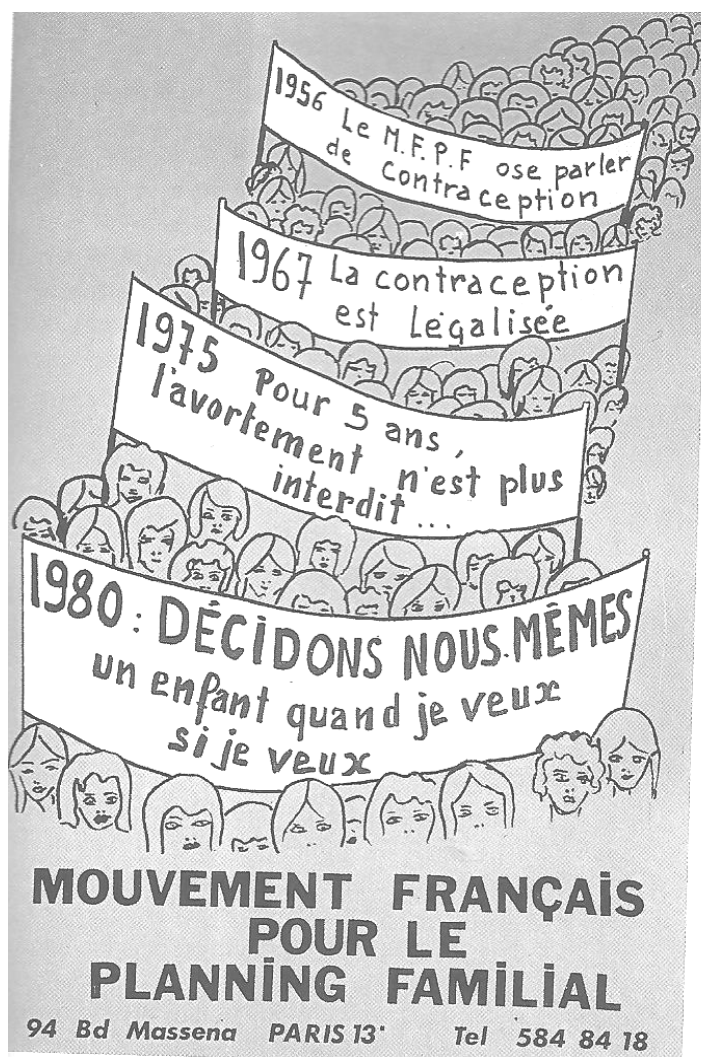 1956 Le M.F.P.F ose parler
de contraception
1967 La contraception
est Légalisée
1975 Pour 5 ans,
l'avortement n'est plus
interdit...
1980 : DÉCIDONS NOUS-MÊMES
un enfant quand je veux
si je veux
MOUVEMENT FRANÇAIS
POUR LE
PLANNING FAMILIAL
94 Bd Massena PARIS 13° Tel 584 84 18